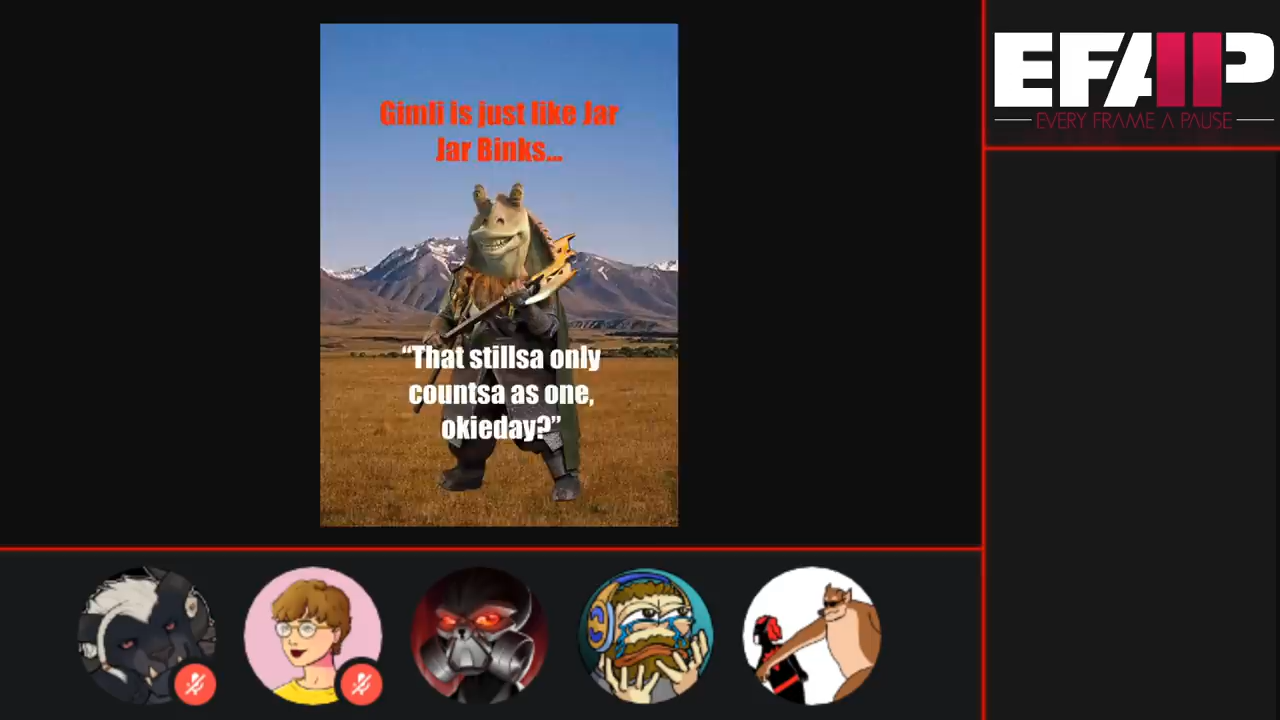 Gimli is just like Jar
Jar Binks...
"That stillsa only
countsa as one,
okieday?"
EFAP
EVERY FRAME A PAUSE